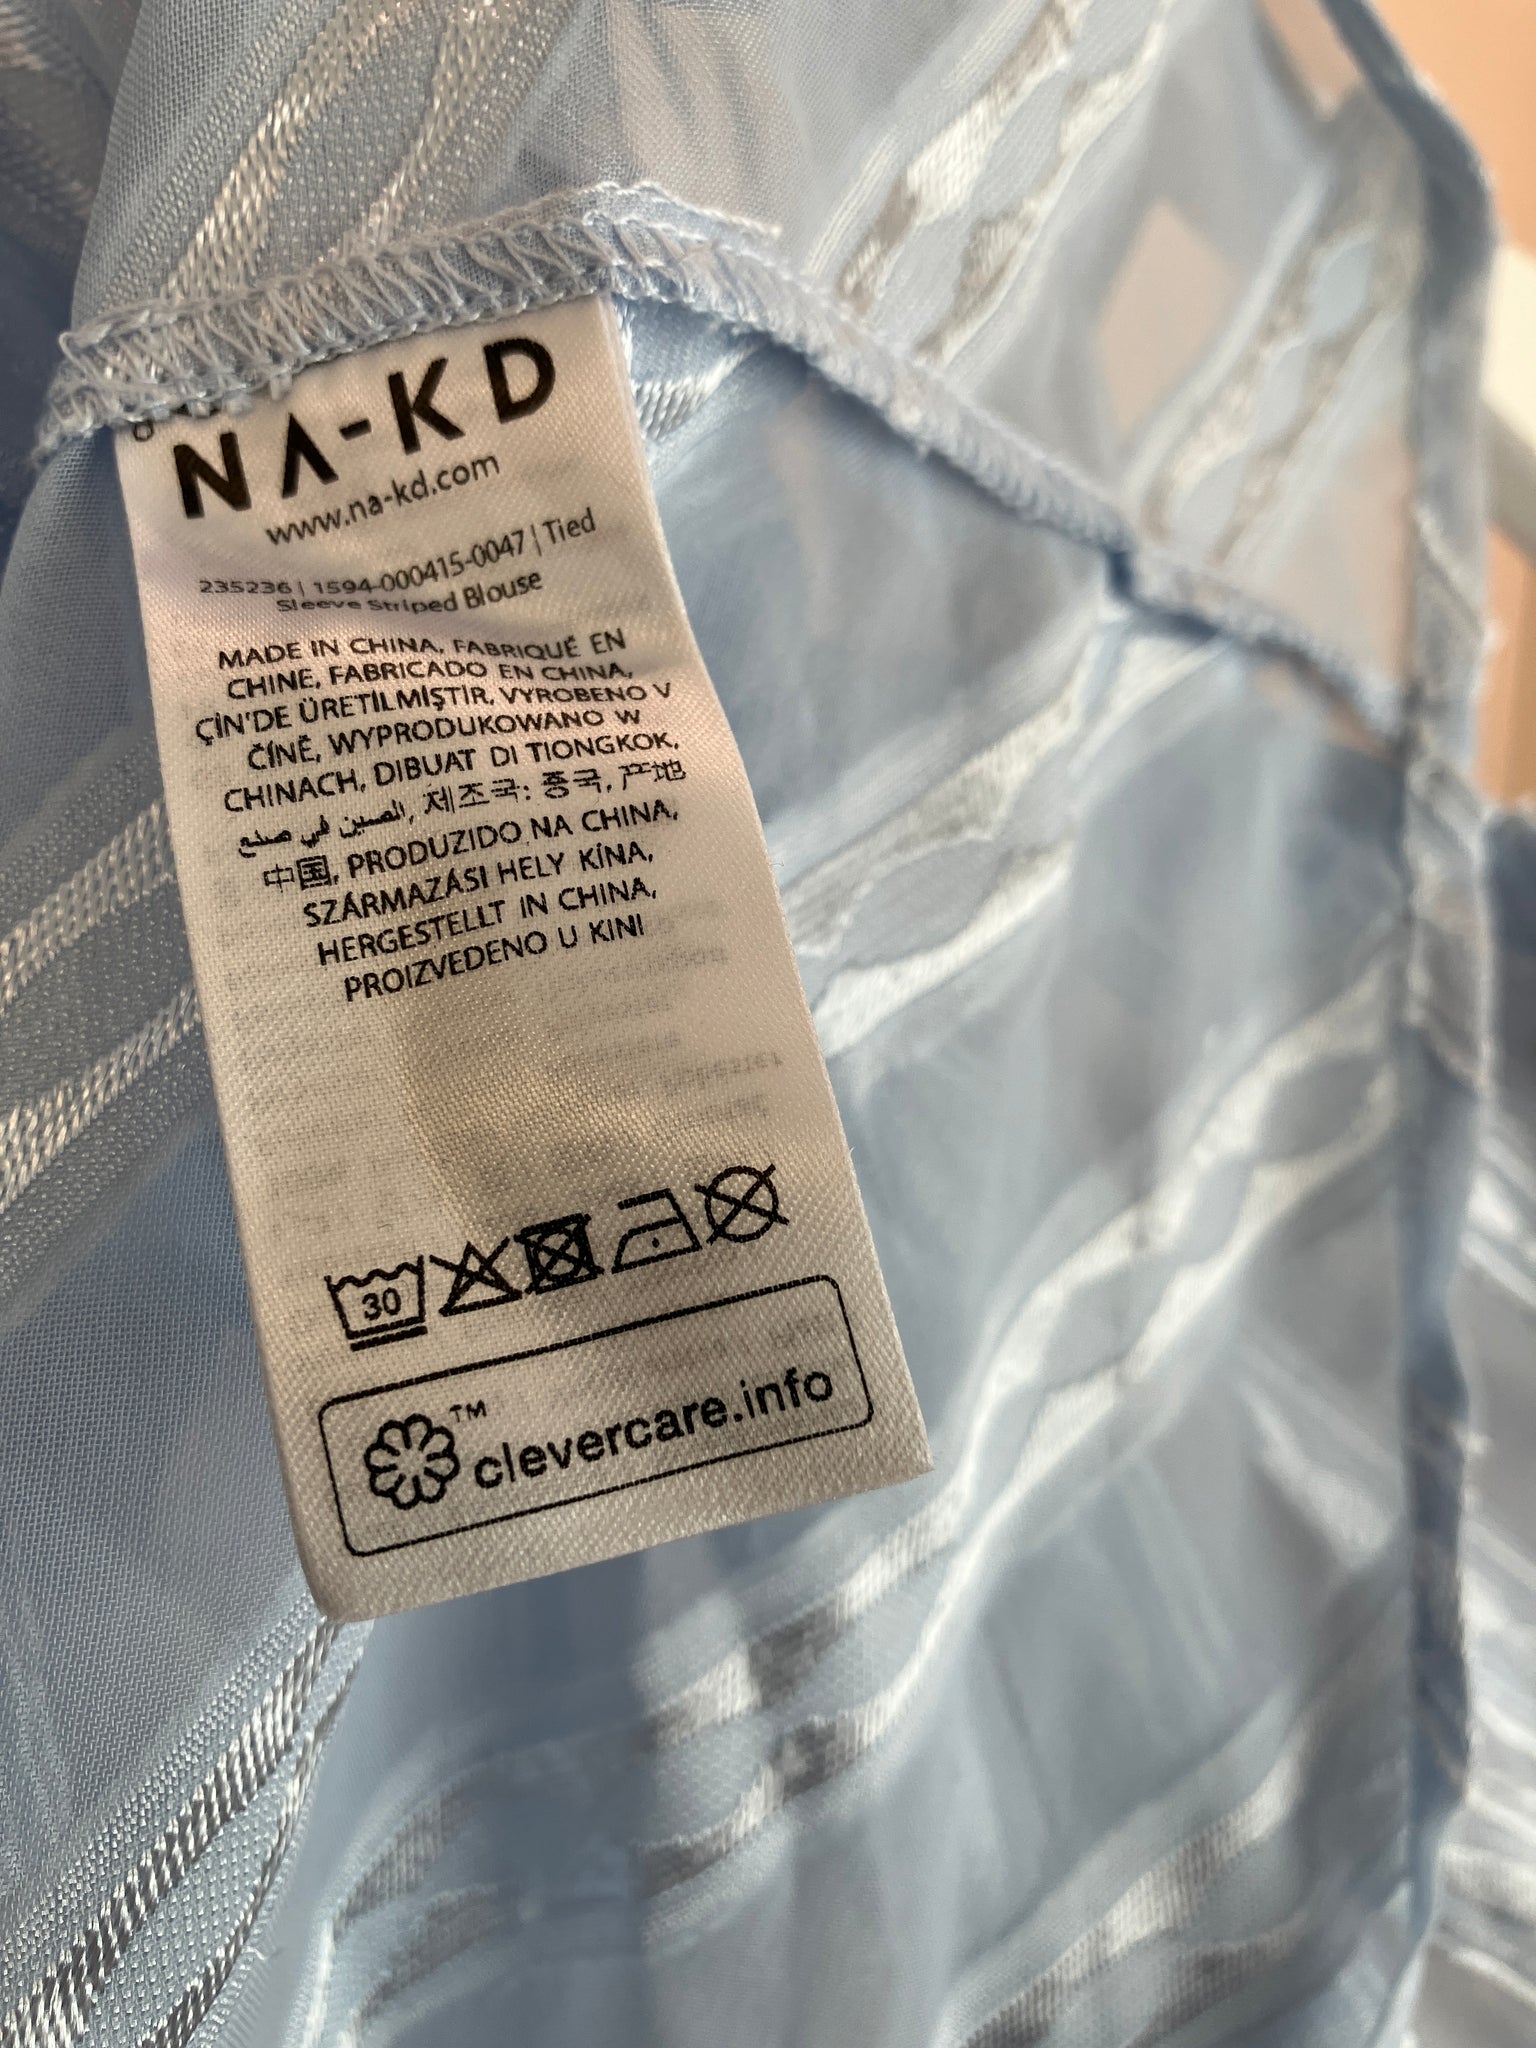 NA-KD
www.na-kd.com
235236 | 1594-000415-0047 | Tied
Sleeve Striped Blouse
MADE IN CHINA, FABRIQUÉ EN
CHINE, FABRICADO EN CHINA,
ÇİN'DE ÜRETİLMİŞTİR, VYROBENO V
ČÍNĚ, WYPRODUKOWANO W
CHINACH, DIBUAT DI TIONGKOK,
الصين في صنع, 제조국: 중국, 产地
中国, PRODUZIDO NA CHINA,
SZÁRMAZÁSI HELY KÍNA,
HERGESTELLT IN CHINA,
PROIZVEDENO U KINI
30
™
clevercare.info